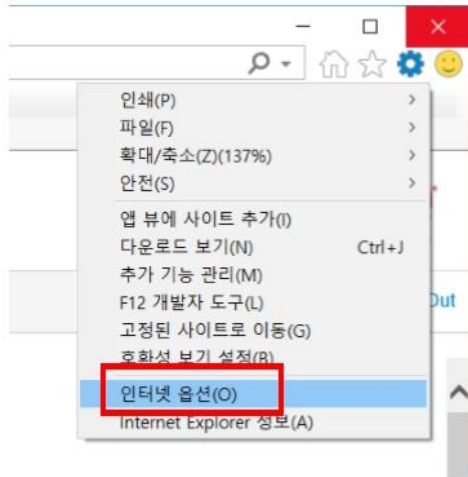 인쇄(P)
파일(F)
확대/축소(Z)(137%)
안전(S)
앱 뷰에 사이트 추가(I)
다운로드 보기(N) Ctrl+J
추가 기능 관리(M)
F12 개발자 도구(L)
고정된 사이트로 이동(G)
호환성 보기 설정(B)
인터넷 옵션(O)
Internet Explorer 정보(A)